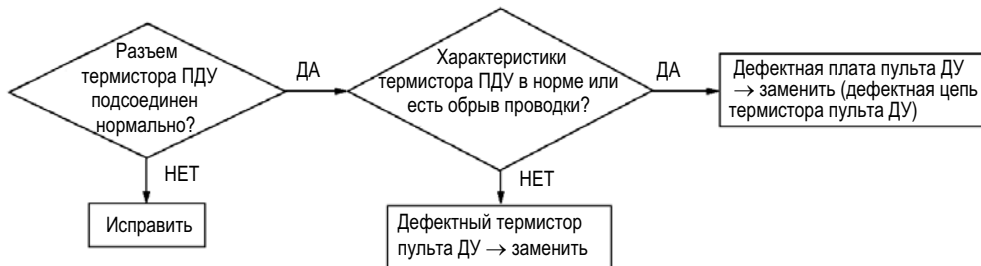 Разъем
термистора ПДУ
подсоединен
нормально?
ДА
Характеристики
термистора ПДУ в норме или
есть обрыв проводки?
ДА
Дефектная плата пульта ДУ
→ заменить (дефектная цепь
термистора пульта ДУ)
НЕТ
Исправить
НЕТ
Дефектный термистор
пульта ДУ → заменить